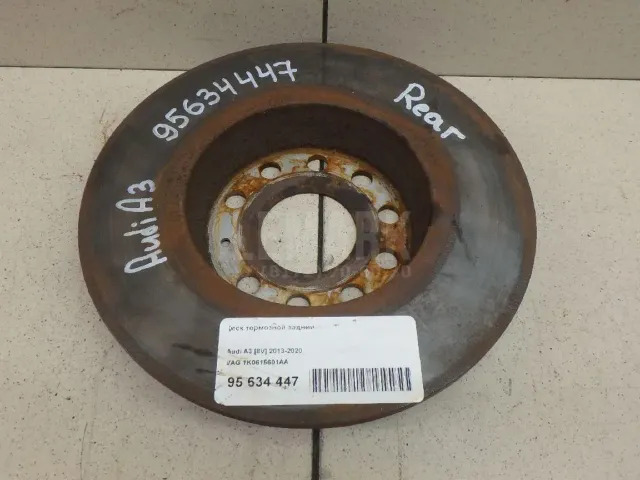 Audi A3
95634447
Rear
Диск тормозной задний
Audi A3 [8V] 2013-2020
VAG 1K0615601AA
95 634 447